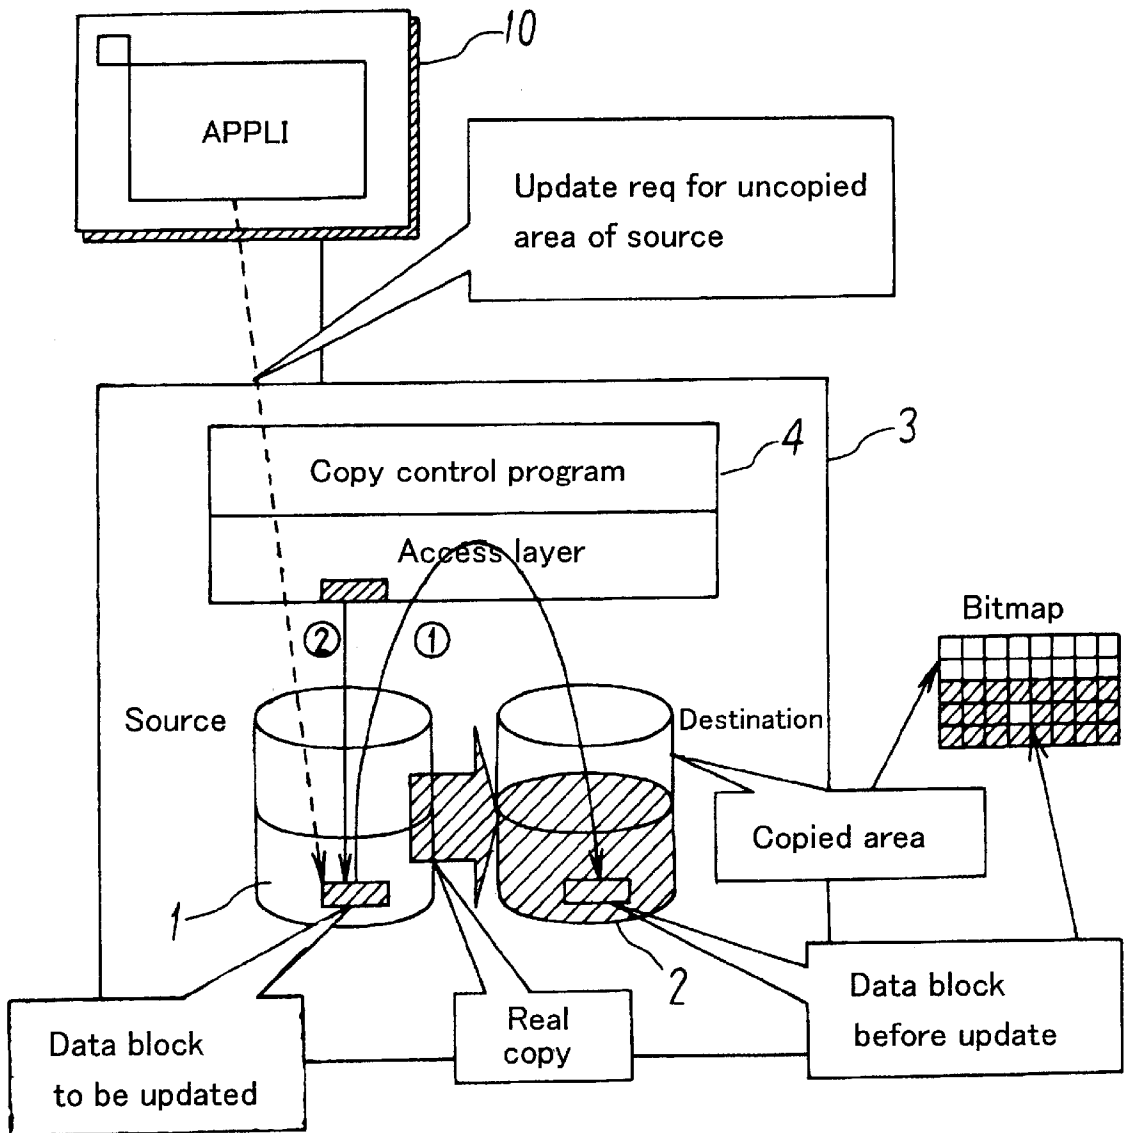 10
APPLI
Update req for uncopied
area of source
3
4
Copy control program
Access layer
② ①
Bitmap
Source
Destination
Copied area
1
2
Data block
to be updated
Real
copy
Data block
before update